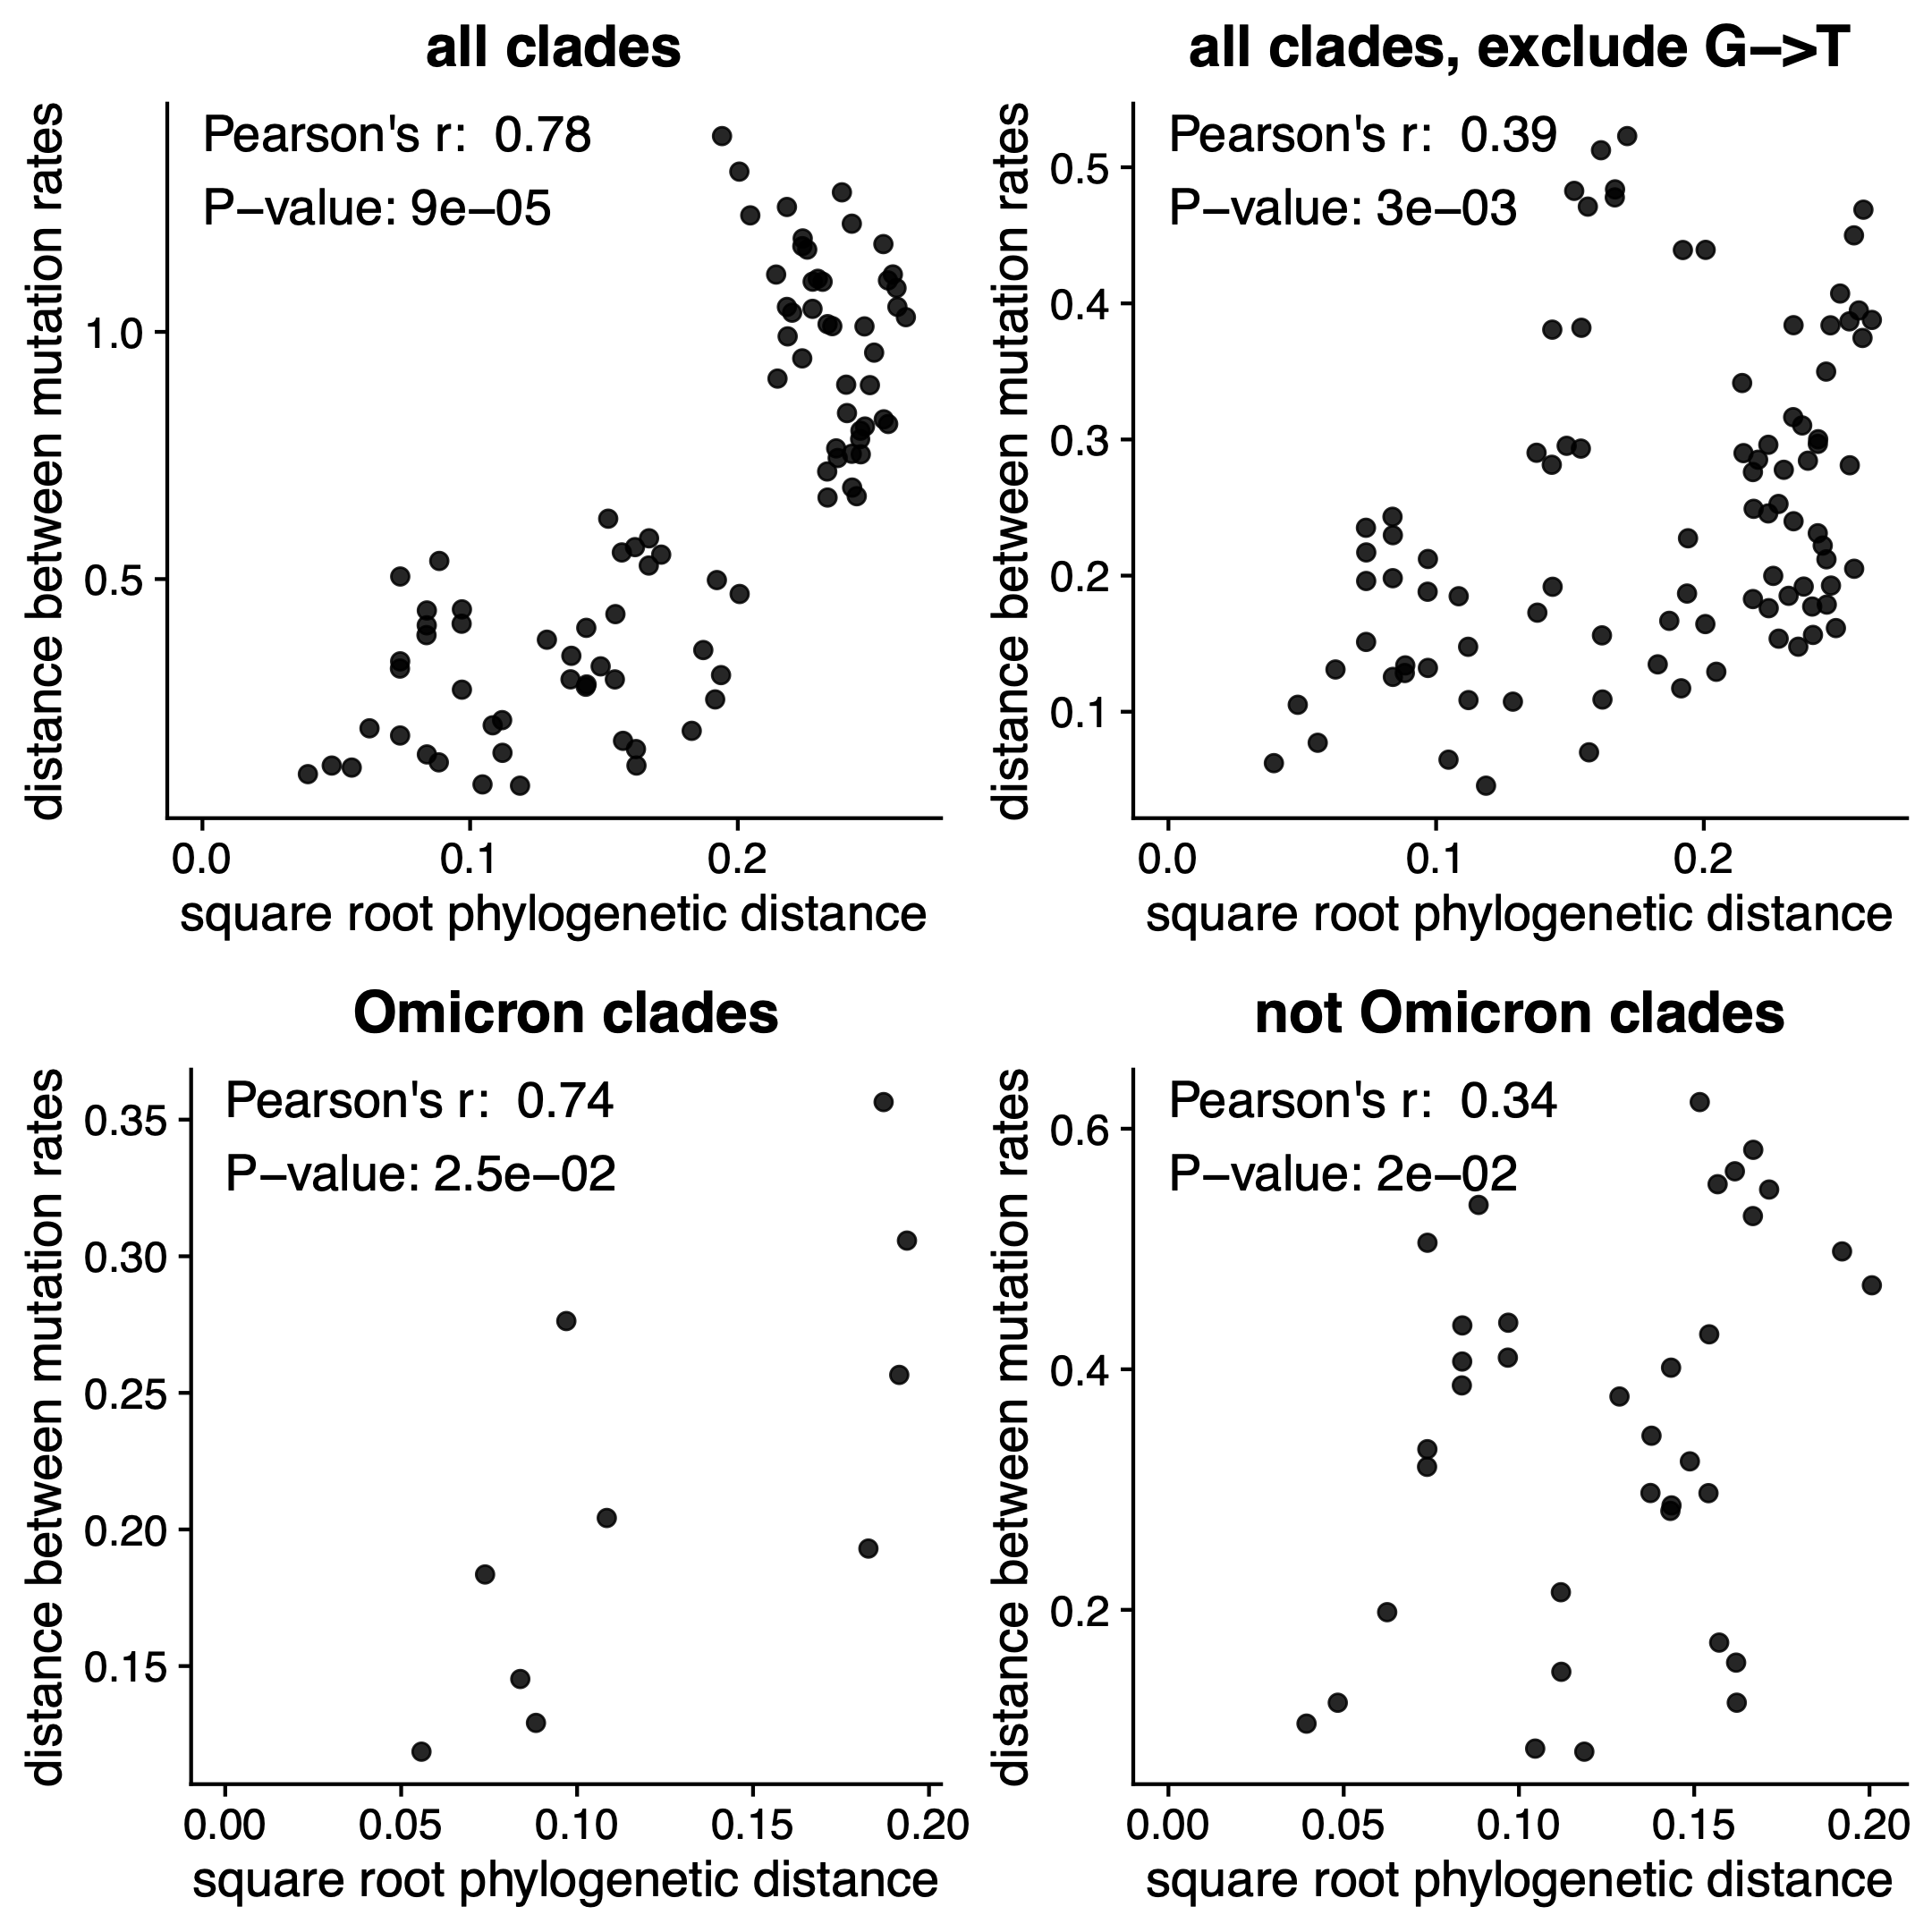 all clades
Pearson's r: 0.78
P−value: 9e−05
distance between mutation rates
1.0
0.5
0.0 0.1 0.2
square root phylogenetic distance
all clades, exclude G−>T
Pearson's r: 0.39
P−value: 3e−03
distance between mutation rates
0.5
0.4
0.3
0.2
0.1
0.0 0.1 0.2
square root phylogenetic distance
Omicron clades
Pearson's r: 0.74
P−value: 2.5e−02
distance between mutation rates
0.35
0.30
0.25
0.20
0.15
0.00 0.05 0.10 0.15 0.20
square root phylogenetic distance
not Omicron clades
Pearson's r: 0.34
P−value: 2e−02
distance between mutation rates
0.6
0.4
0.2
0.00 0.05 0.10 0.15 0.20
square root phylogenetic distance